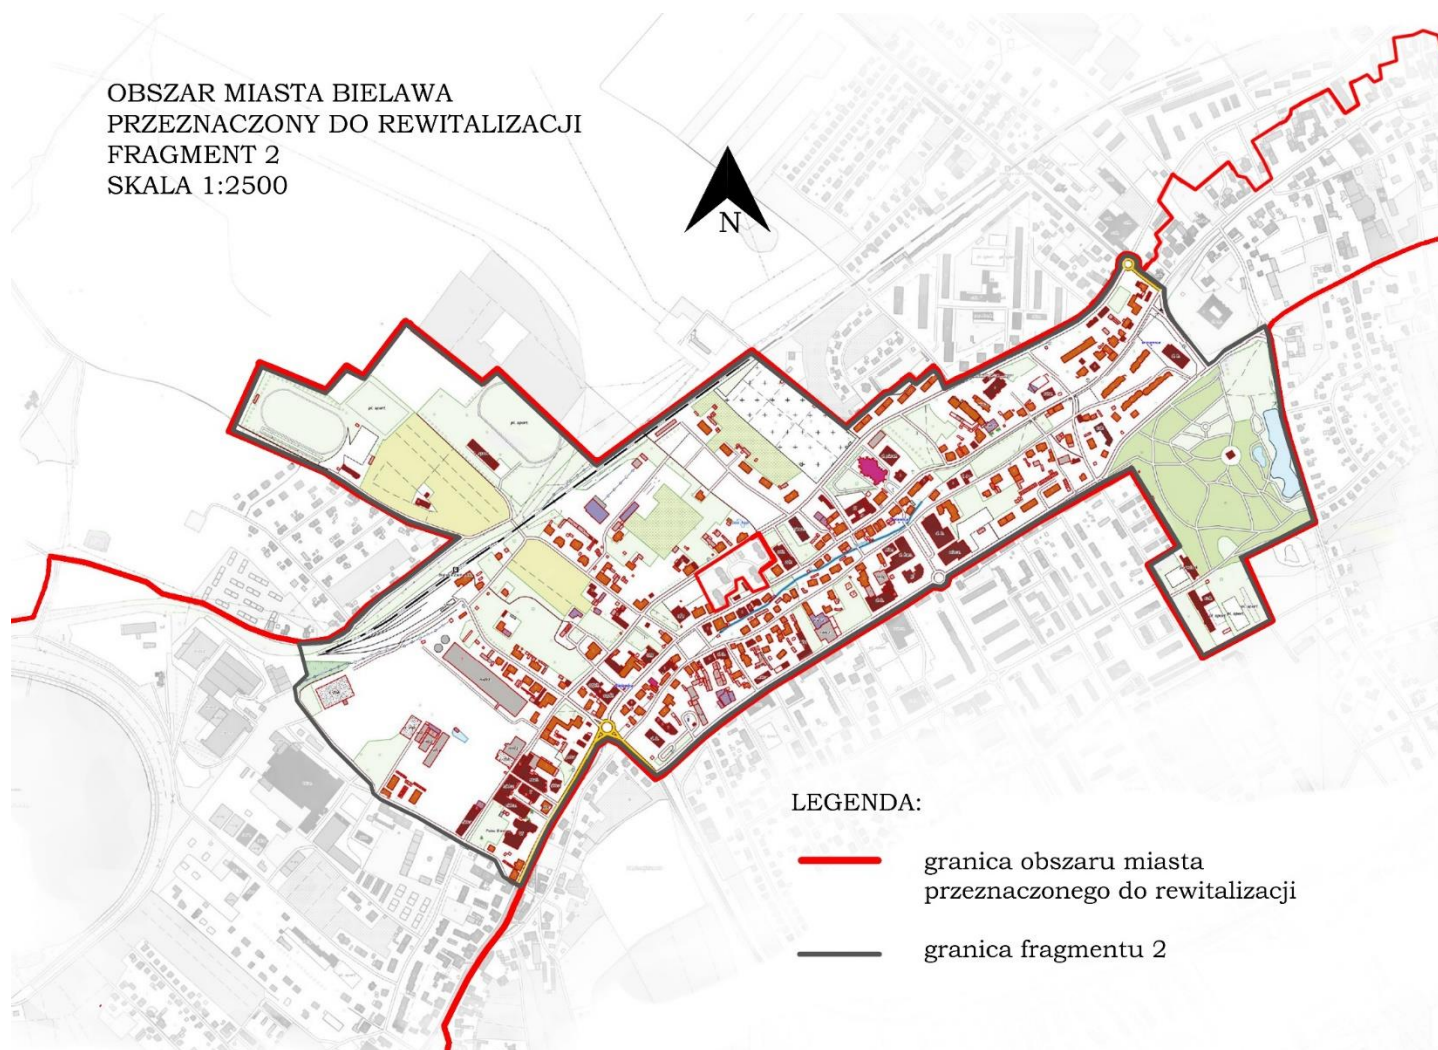 OBSZAR MIASTA BIELAWA
PRZEZNACZONY DO REWITALIZACJI
FRAGMENT 2
SKALA 1:2500
N
LEGENDA:
granica obszaru miasta
przeznaczonego do rewitalizacji
granica fragmentu 2